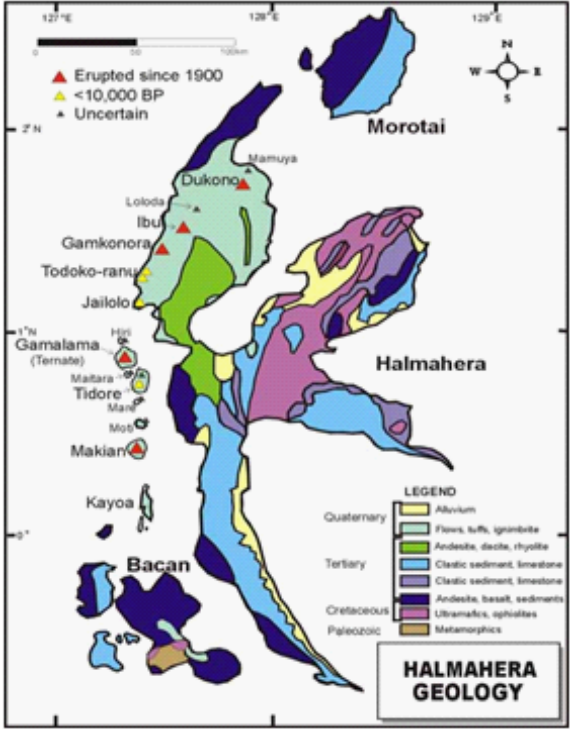 127°E
128°E
129°E
0
50
100km
Erupted since 1900
<10,000 BP
Uncertain
N
W
E
S
Morotai
2°N
Mamuya
Dukono
Loloda
Ibu
Gamkonora
Todoko-ranu
Jailolo
1°N
Hiri
Gamalama
(Ternate)
Maitara
Tidore
Mare
Moti
Makian
Halmahera
Kayoa
0°
Bacan
LEGEND
Quaternary
Alluvium
Flows, tuffs, ignimbrite
Andesite, dacite, rhyolite
Tertiary
Clastic sediment, limestone
Clastic sediment, limestone
Andesite, basalt, sediments
Cretaceous
Ultramafics, ophiolites
Paleozoic
Metamorphics
HALMAHERA
GEOLOGY